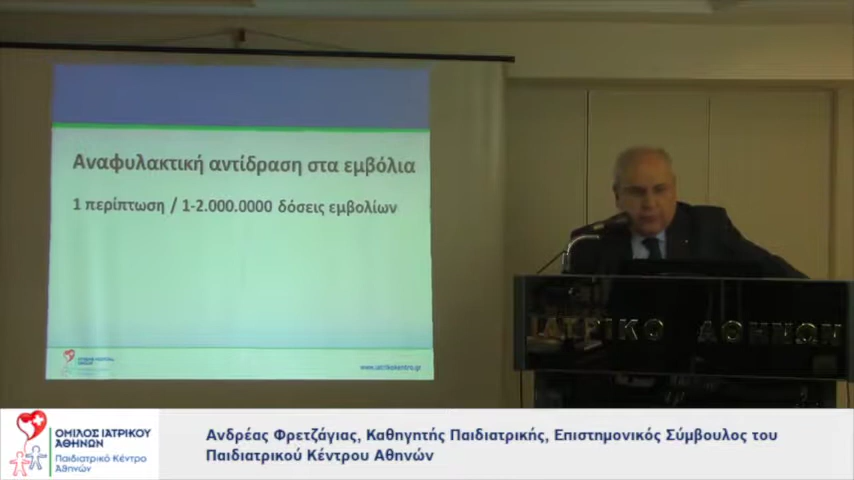 Αναφυλακτική αντίδραση στα εμβόλια
1 περίπτωση / 1-2.000.0000 δόσεις εμβολίων
www.iatrikokentro.gr
ΙΑΤΡΙΚΟ ΑΘΗΝΩΝ
ΟΜΙΛΟΣ ΙΑΤΡΙΚΟΥ
ΑΘΗΝΩΝ
Παιδιατρικό Κέντρο
Αθηνών
Ανδρέας Φρετζάγιας, Καθηγητής Παιδιατρικής, Επιστημονικός Σύμβουλος του
Παιδιατρικού Κέντρου Αθηνών